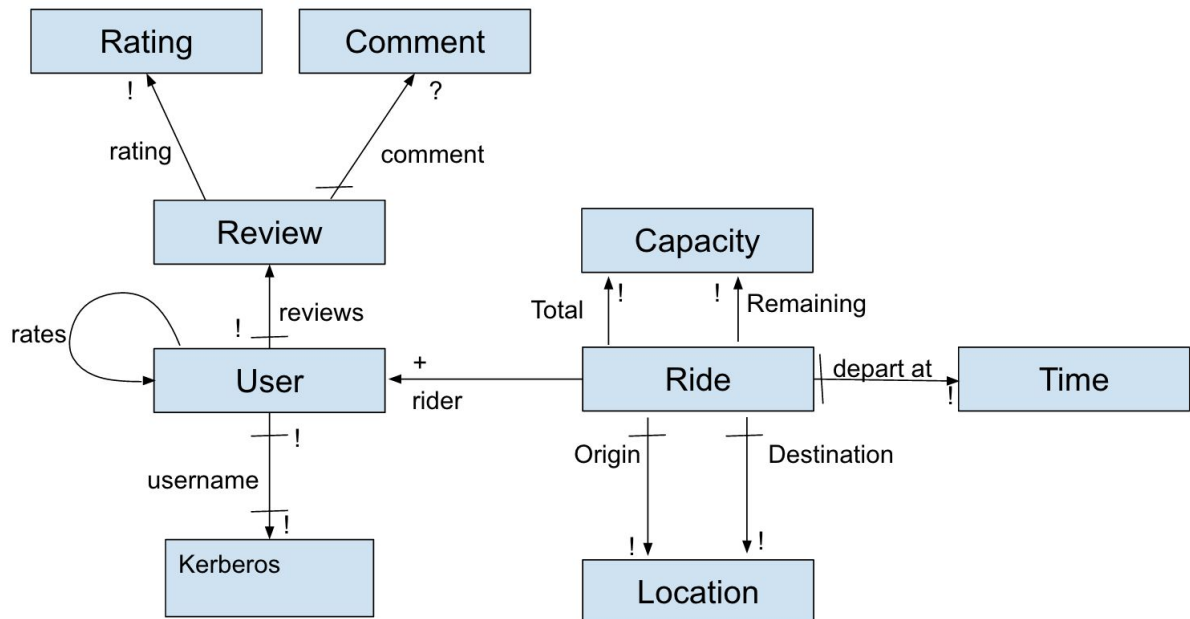 Rating
Comment
!
?
rating
comment
Review
Capacity
!
!
reviews
Total
Remaining
rates
!
User
+
rider
Ride
depart at
!
Time
!
Origin
Destination
username
!
!
!
Kerberos
Location